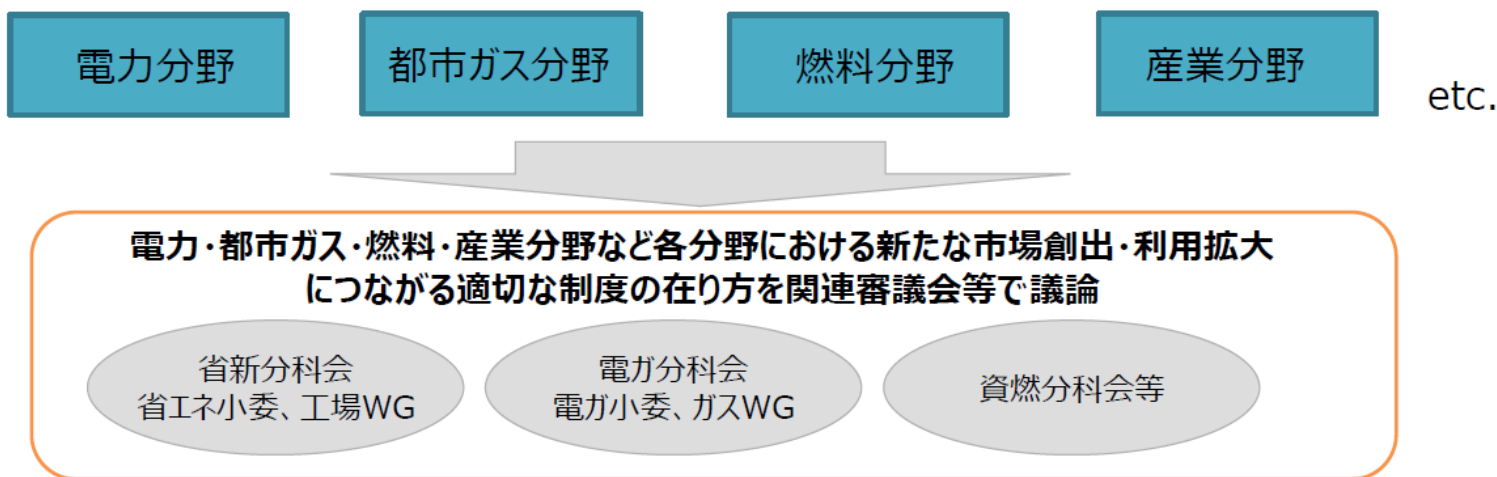 電力分野
都市ガス分野
燃料分野
産業分野
etc.
電力・都市ガス・燃料・産業分野など各分野における新たな市場創出・利用拡大
につながる適切な制度の在り方を関連審議会等で議論
省新分科会
省エネ小委、工場WG
電ガ分科会
電ガ小委、ガスWG
資燃分科会等